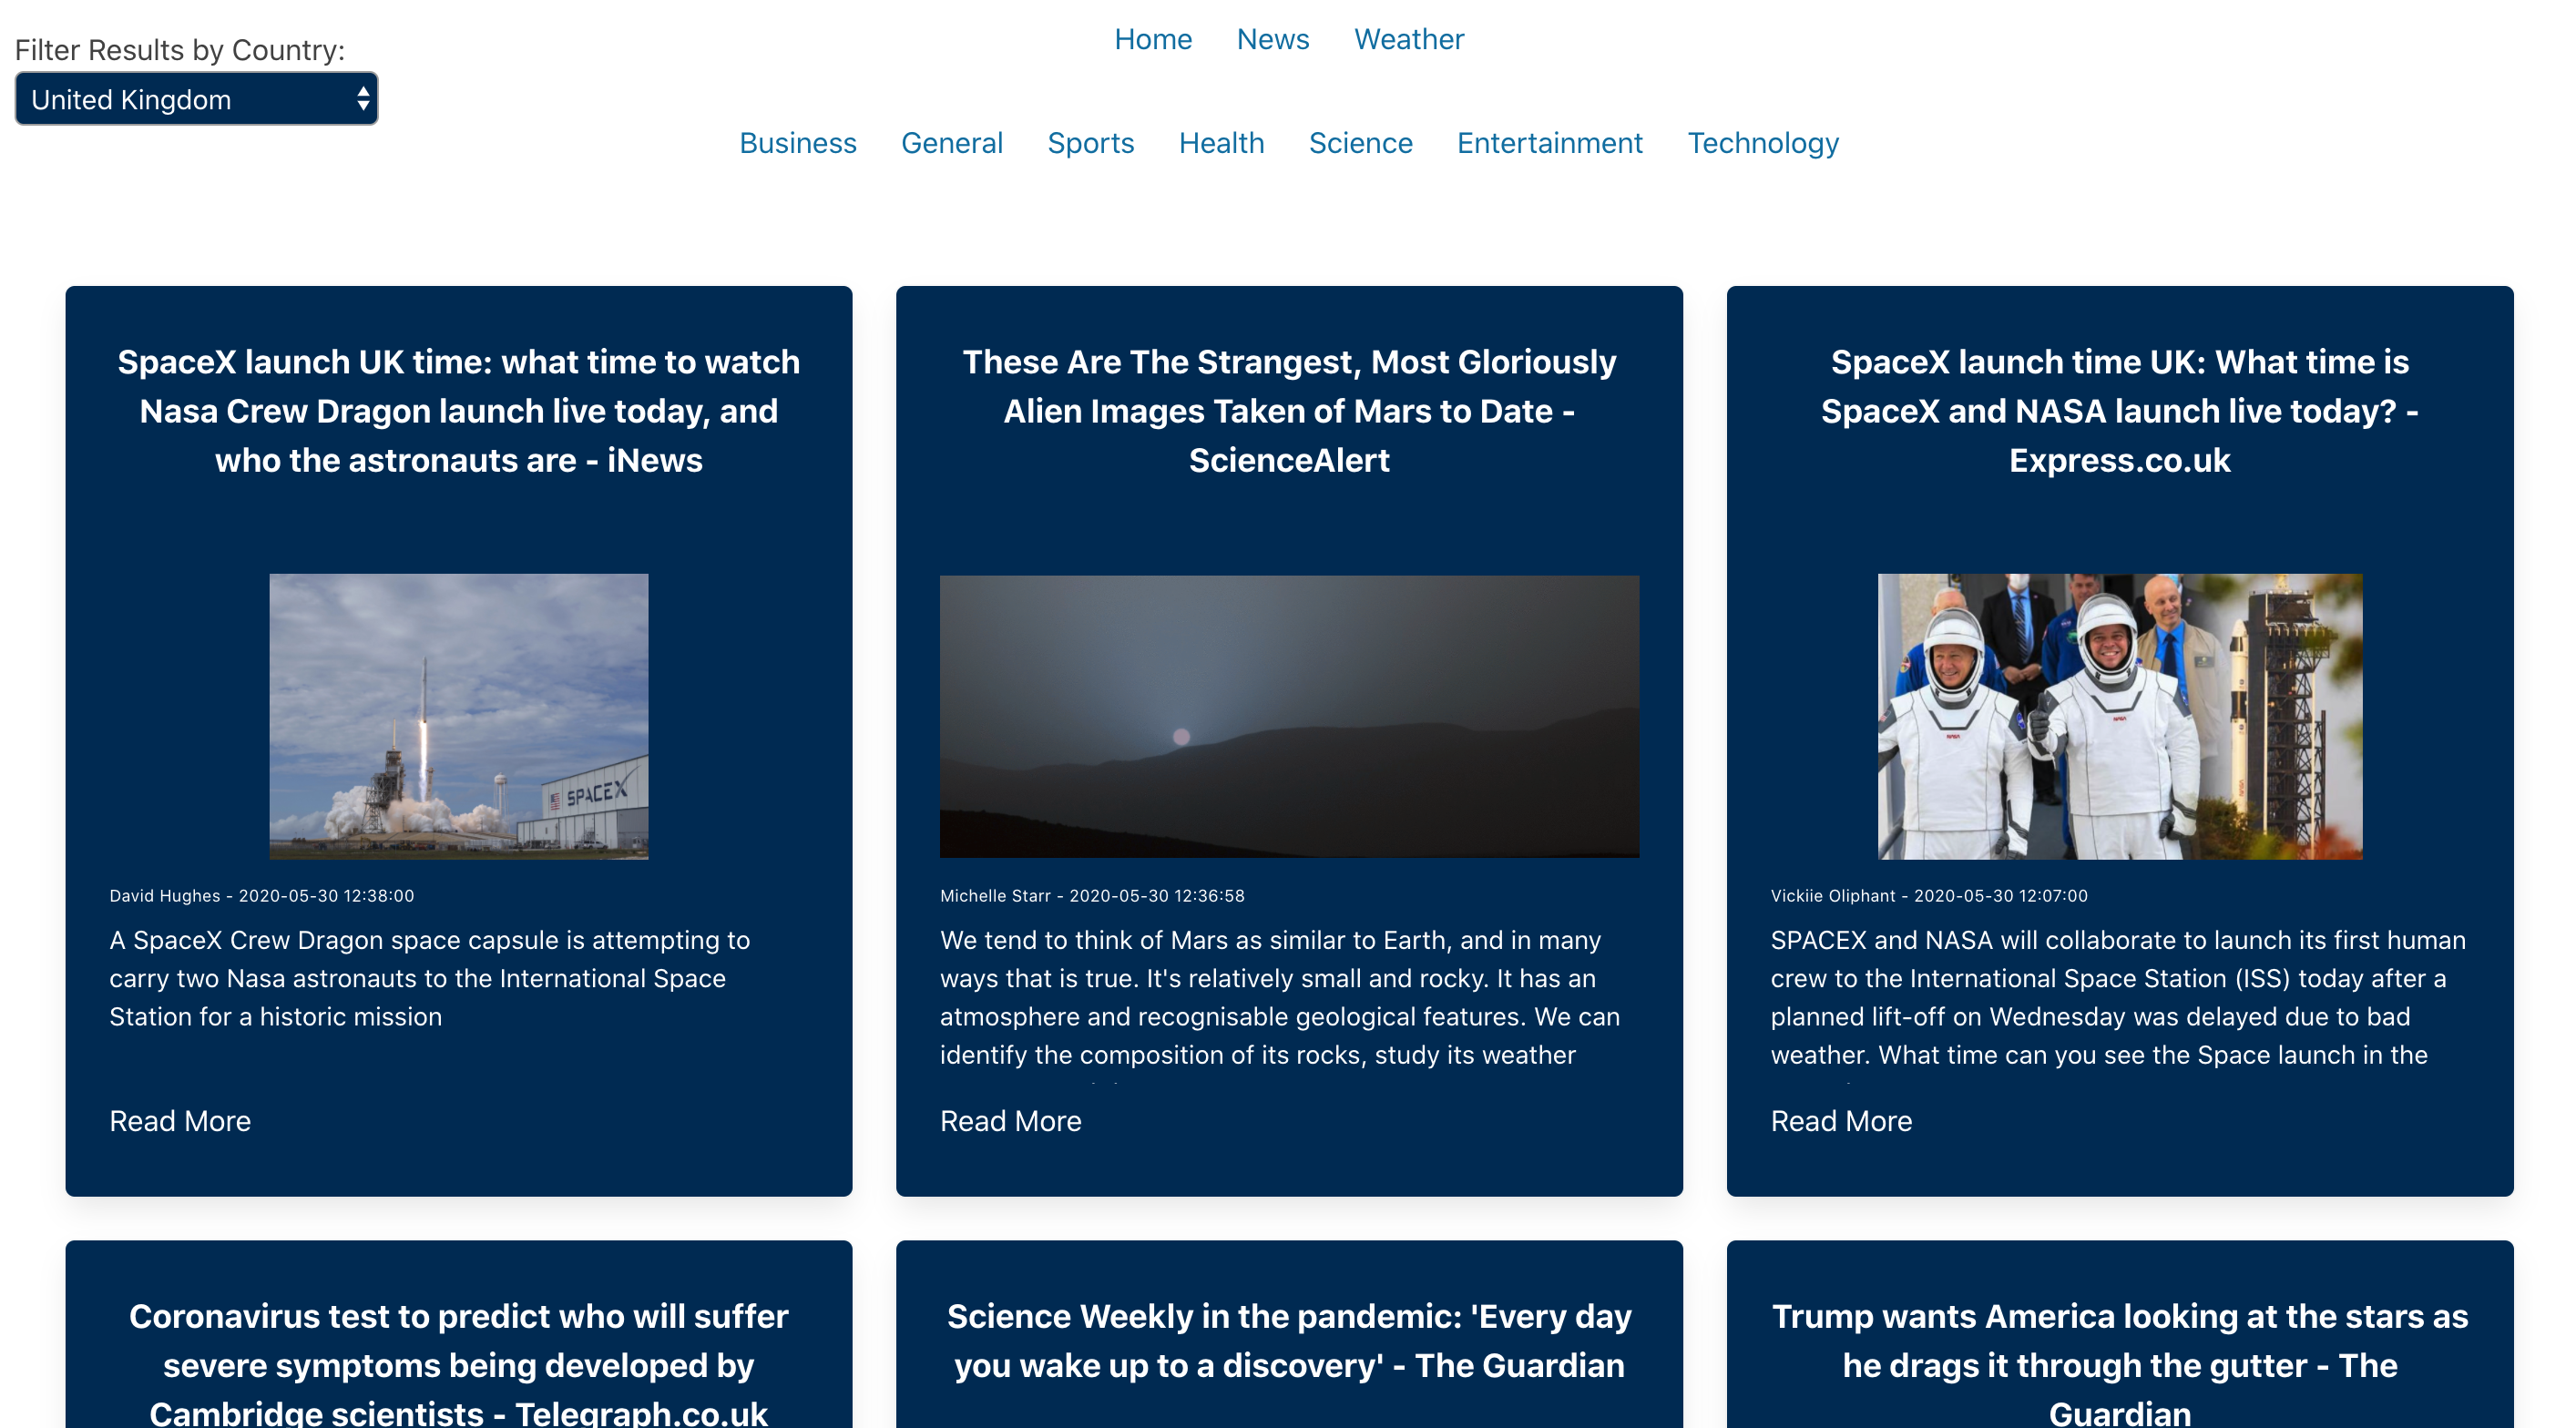 Filter Results by Country:
United Kingdom
Home News Weather
Business General Sports Health Science Entertainment Technology
SpaceX launch UK time: what time to watch
Nasa Crew Dragon launch live today, and
who the astronauts are - iNews
SPACEX
David Hughes - 2020-05-30 12:38:00
A SpaceX Crew Dragon space capsule is attempting to
carry two Nasa astronauts to the International Space
Station for a historic mission
Read More
These Are The Strangest, Most Gloriously
Alien Images Taken of Mars to Date -
ScienceAlert
Michelle Starr - 2020-05-30 12:36:58
We tend to think of Mars as similar to Earth, and in many
ways that is true. It's relatively small and rocky. It has an
atmosphere and recognisable geological features. We can
identify the composition of its rocks, study its weather
Read More
SpaceX launch time UK: What time is
SpaceX and NASA launch live today? -
Express.co.uk
NASA
NASA
Vickiie Oliphant - 2020-05-30 12:07:00
SPACEX and NASA will collaborate to launch its first human
crew to the International Space Station (ISS) today after a
planned lift-off on Wednesday was delayed due to bad
weather. What time can you see the Space launch in the
Read More
Coronavirus test to predict who will suffer
severe symptoms being developed by
Cambridge scientists - Telegraph.co.uk
Science Weekly in the pandemic: 'Every day
you wake up to a discovery' - The Guardian
Trump wants America looking at the stars as
he drags it through the gutter - The
Guardian